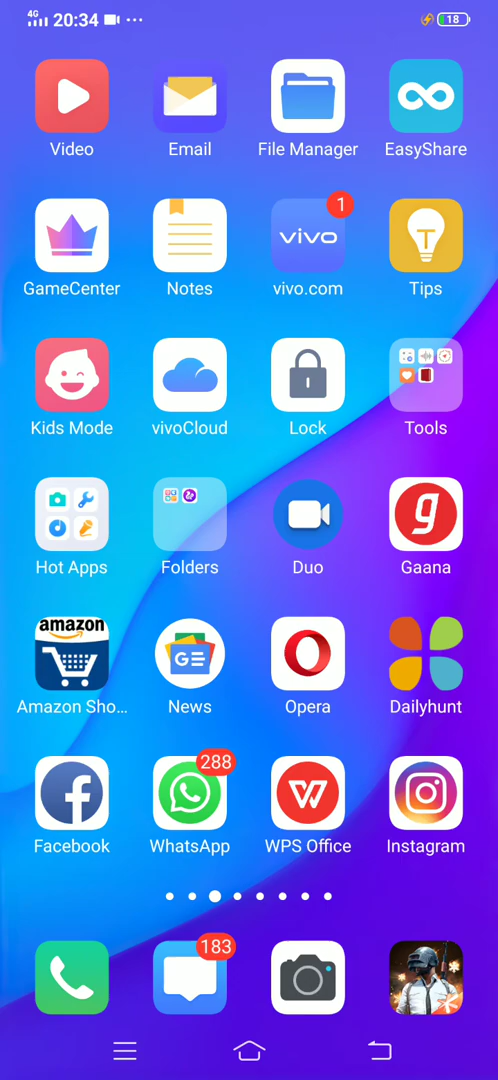 4G 20:34 18
Video Email File Manager EasyShare
1
vivo T
GameCenter Notes vivo.com Tips
Kids Mode vivoCloud Lock Tools
g
Hot Apps Folders Duo Gaana
amazon
GE
Amazon Sho... News Opera Dailyhunt
288
f W
Facebook WhatsApp WPS Office Instagram
183